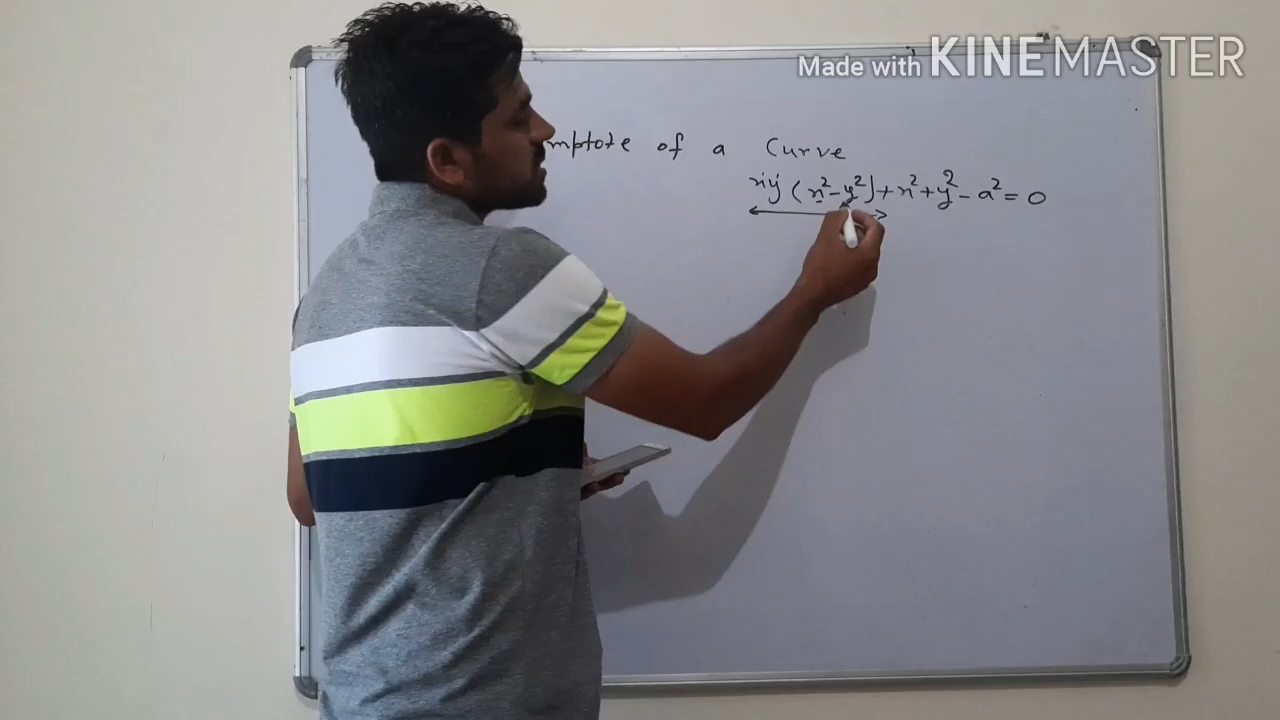 Made with KINEMASTER
mptote of a Curve
xy (x² - y²) + x² + y² - a² = 0